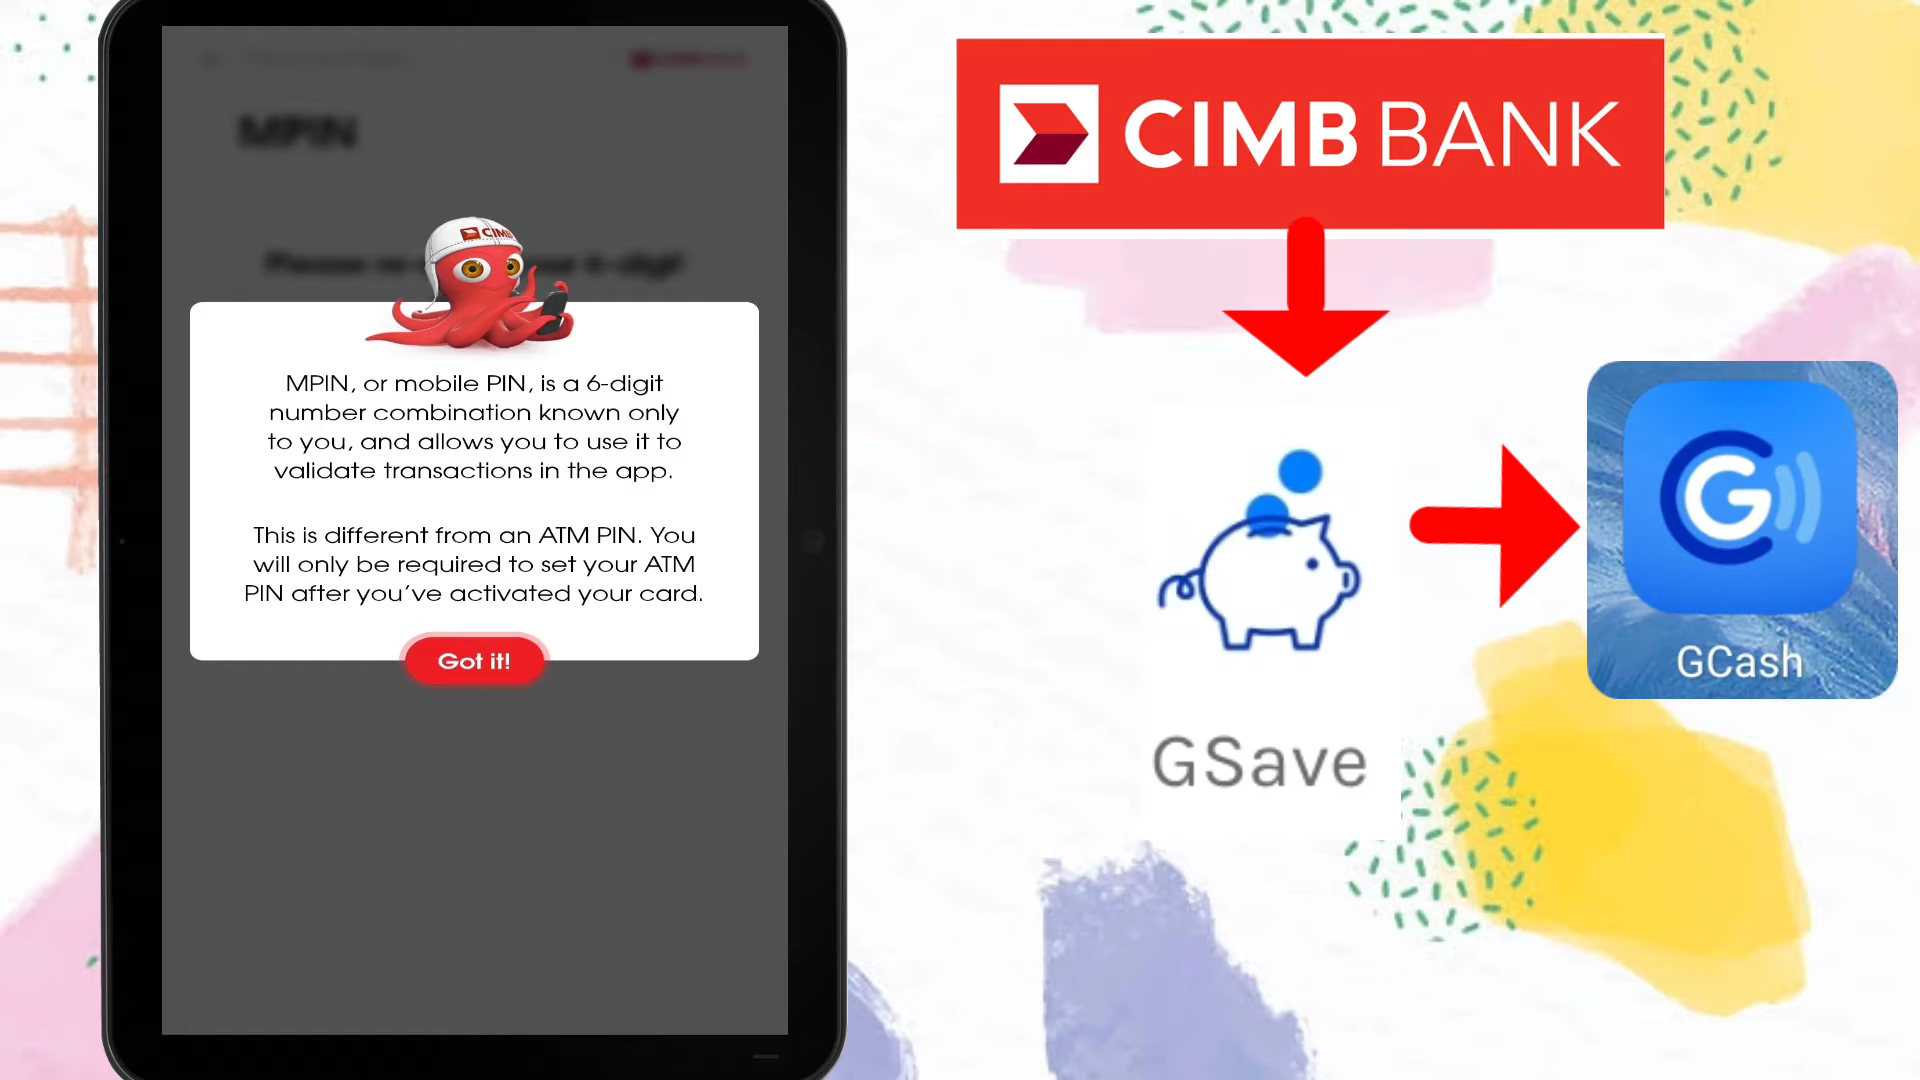 MPIN
MPIN, or mobile PIN, is a 6-digit
number combination known only
to you, and allows you to use it to
validate transactions in the app.
This is different from an ATM PIN. You
will only be required to set your ATM
PIN after you've activated your card.
Got it!
CIMB BANK
GSave
GCash